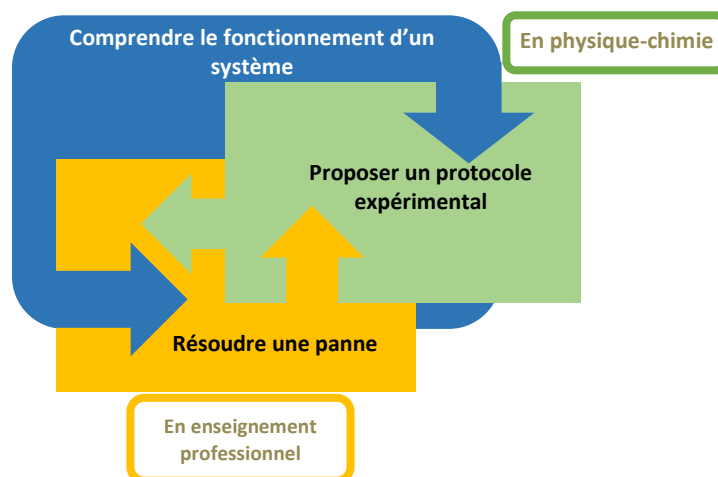 Comprendre le fonctionnement d’un
système
En physique-chimie
Proposer un protocole
expérimental
Résoudre une panne
En enseignement
professionnel